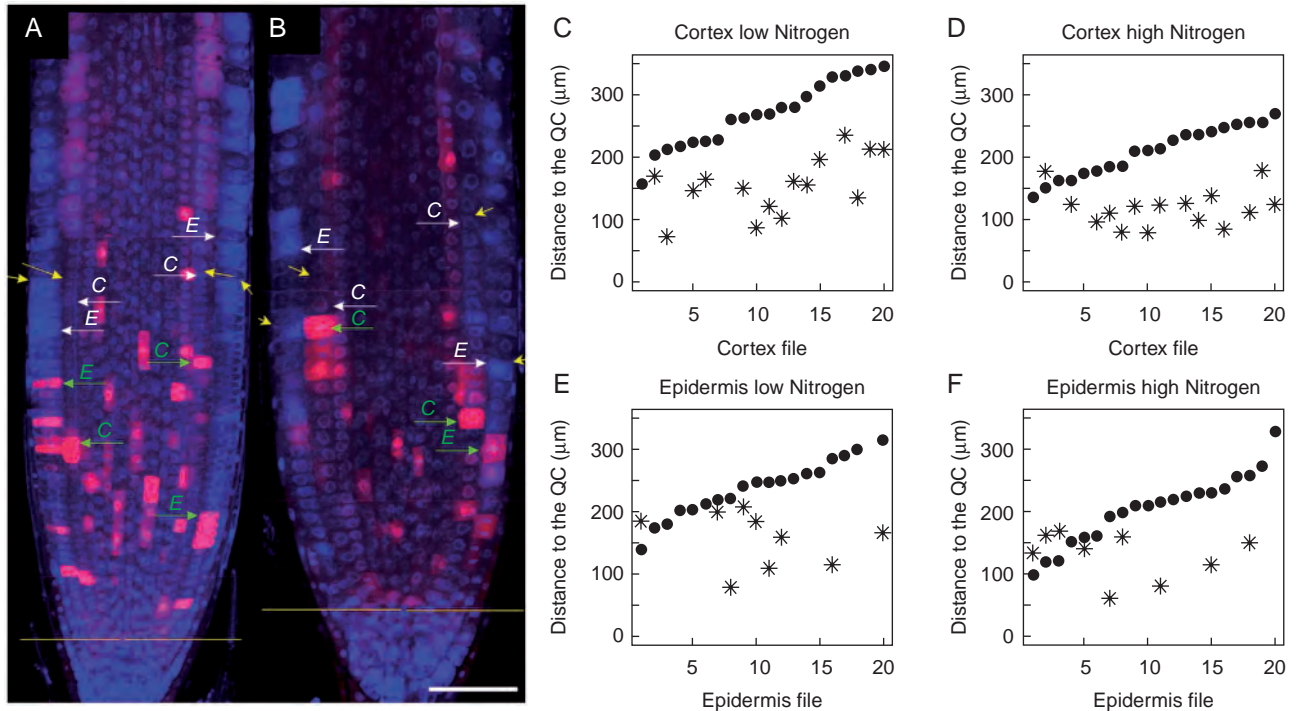 A
B
E
C
C
E
E
C
C
E
E
C
C
C
E
C
E
C
Cortex low Nitrogen
Distance to the QC (µm)
300
200
100
0
5 10 15 20
Cortex file
D
Cortex high Nitrogen
Distance to the QC (µm)
300
200
100
0
5 10 15 20
Cortex file
E
Epidermis low Nitrogen
Distance to the QC (µm)
300
200
100
0
5 10 15 20
Epidermis file
F
Epidermis high Nitrogen
Distance to the QC (µm)
300
200
100
0
5 10 15 20
Epidermis file